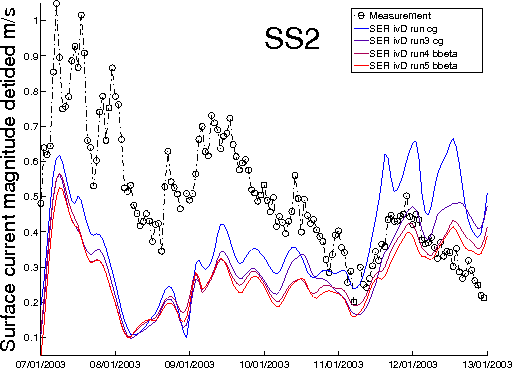 SS2
Measurement
SER ivD run cg
SER ivD run3 cg
SER ivD run4 bbeta
SER ivD run5 bbeta
Surface current magnitude detided m/s
1
0.9
0.8
0.7
0.6
0.5
0.4
0.3
0.2
0.1
07/01/2003 08/01/2003 09/01/2003 10/01/2003 11/01/2003 12/01/2003 13/01/2003